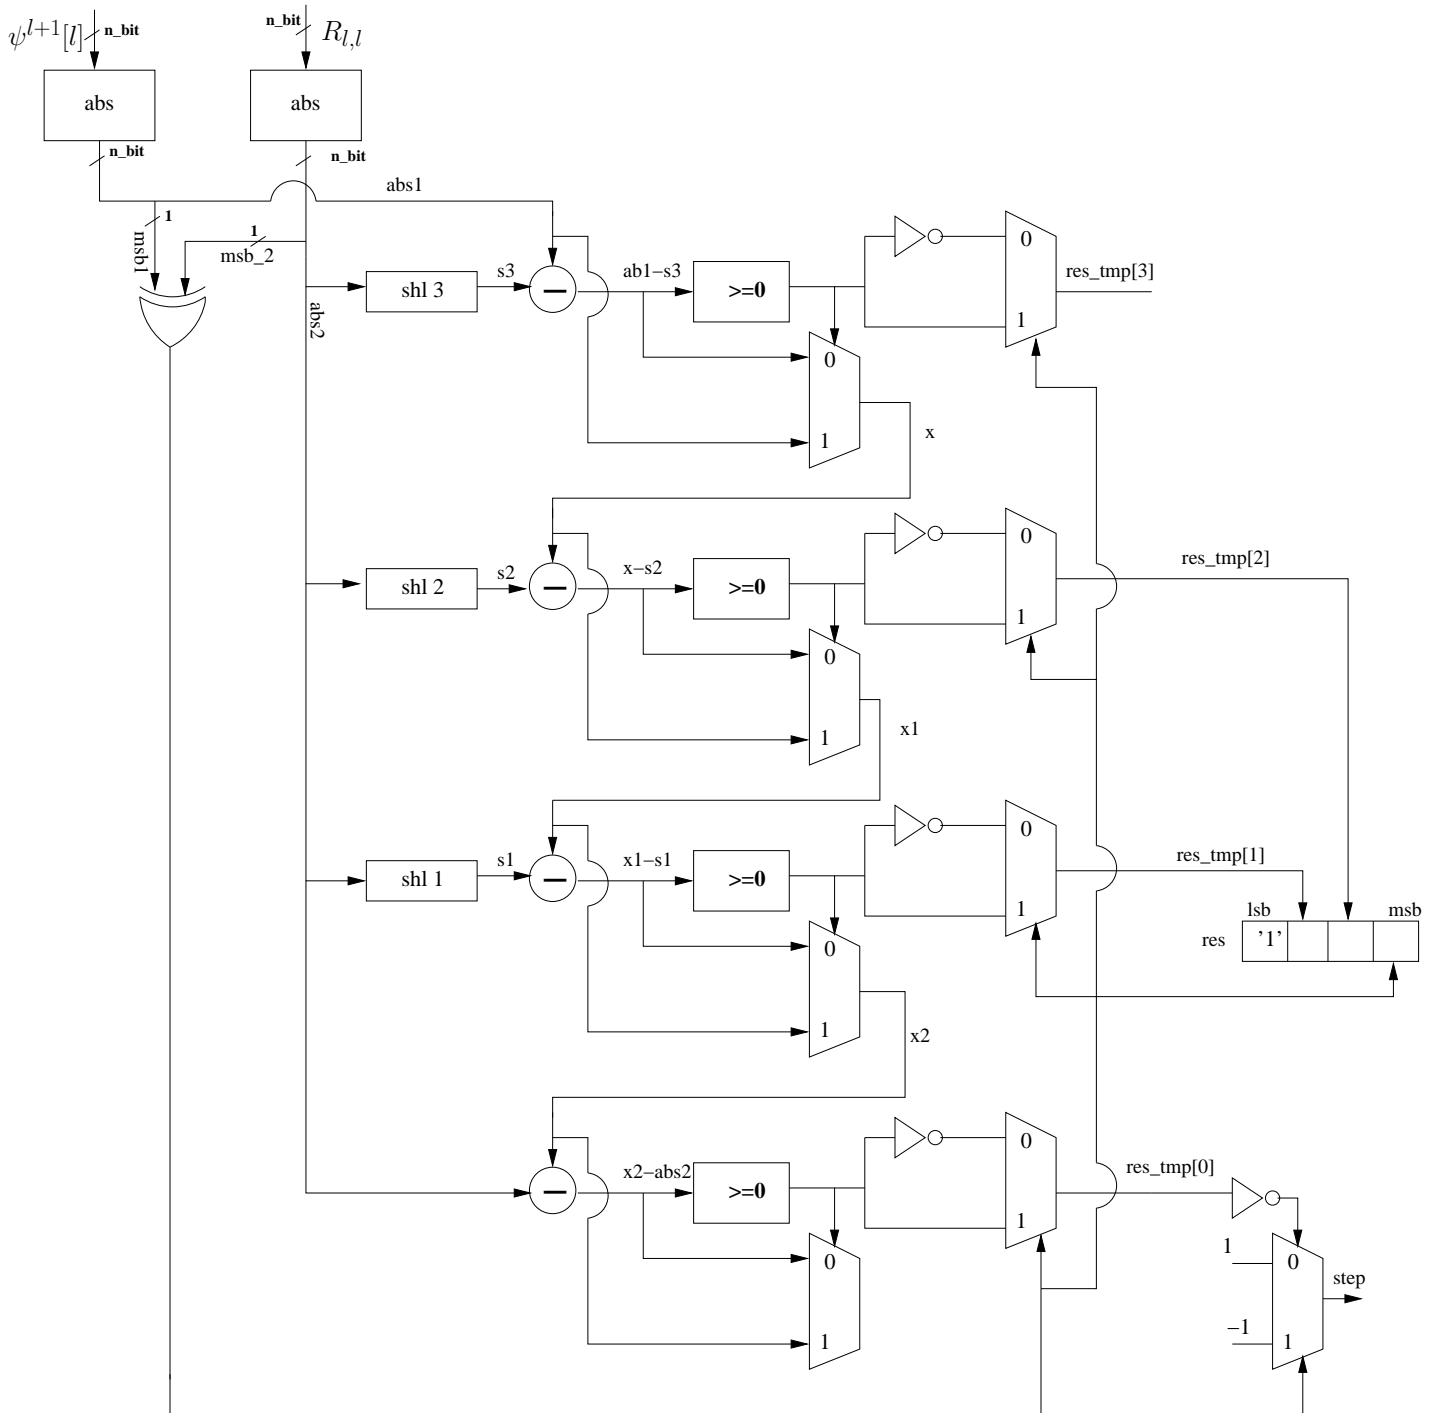 n_bit
ψ^{l+1}[l]
n_bit
R_{l,l}
abs
abs
n_bit
n_bit
abs1
1
msb1
1
msb_2
abs2
shl 3
s3
−
ab1−s3
>=0
0
1
res_tmp[3]
0
1
x
shl 2
s2
−
x−s2
>=0
0
1
res_tmp[2]
0
1
x1
shl 1
s1
−
x1−s1
>=0
0
1
res_tmp[1]
lsb
msb
res
'1'
0
1
x2
−
x2−abs2
>=0
0
1
res_tmp[0]
0
1
1
−1
0
1
step